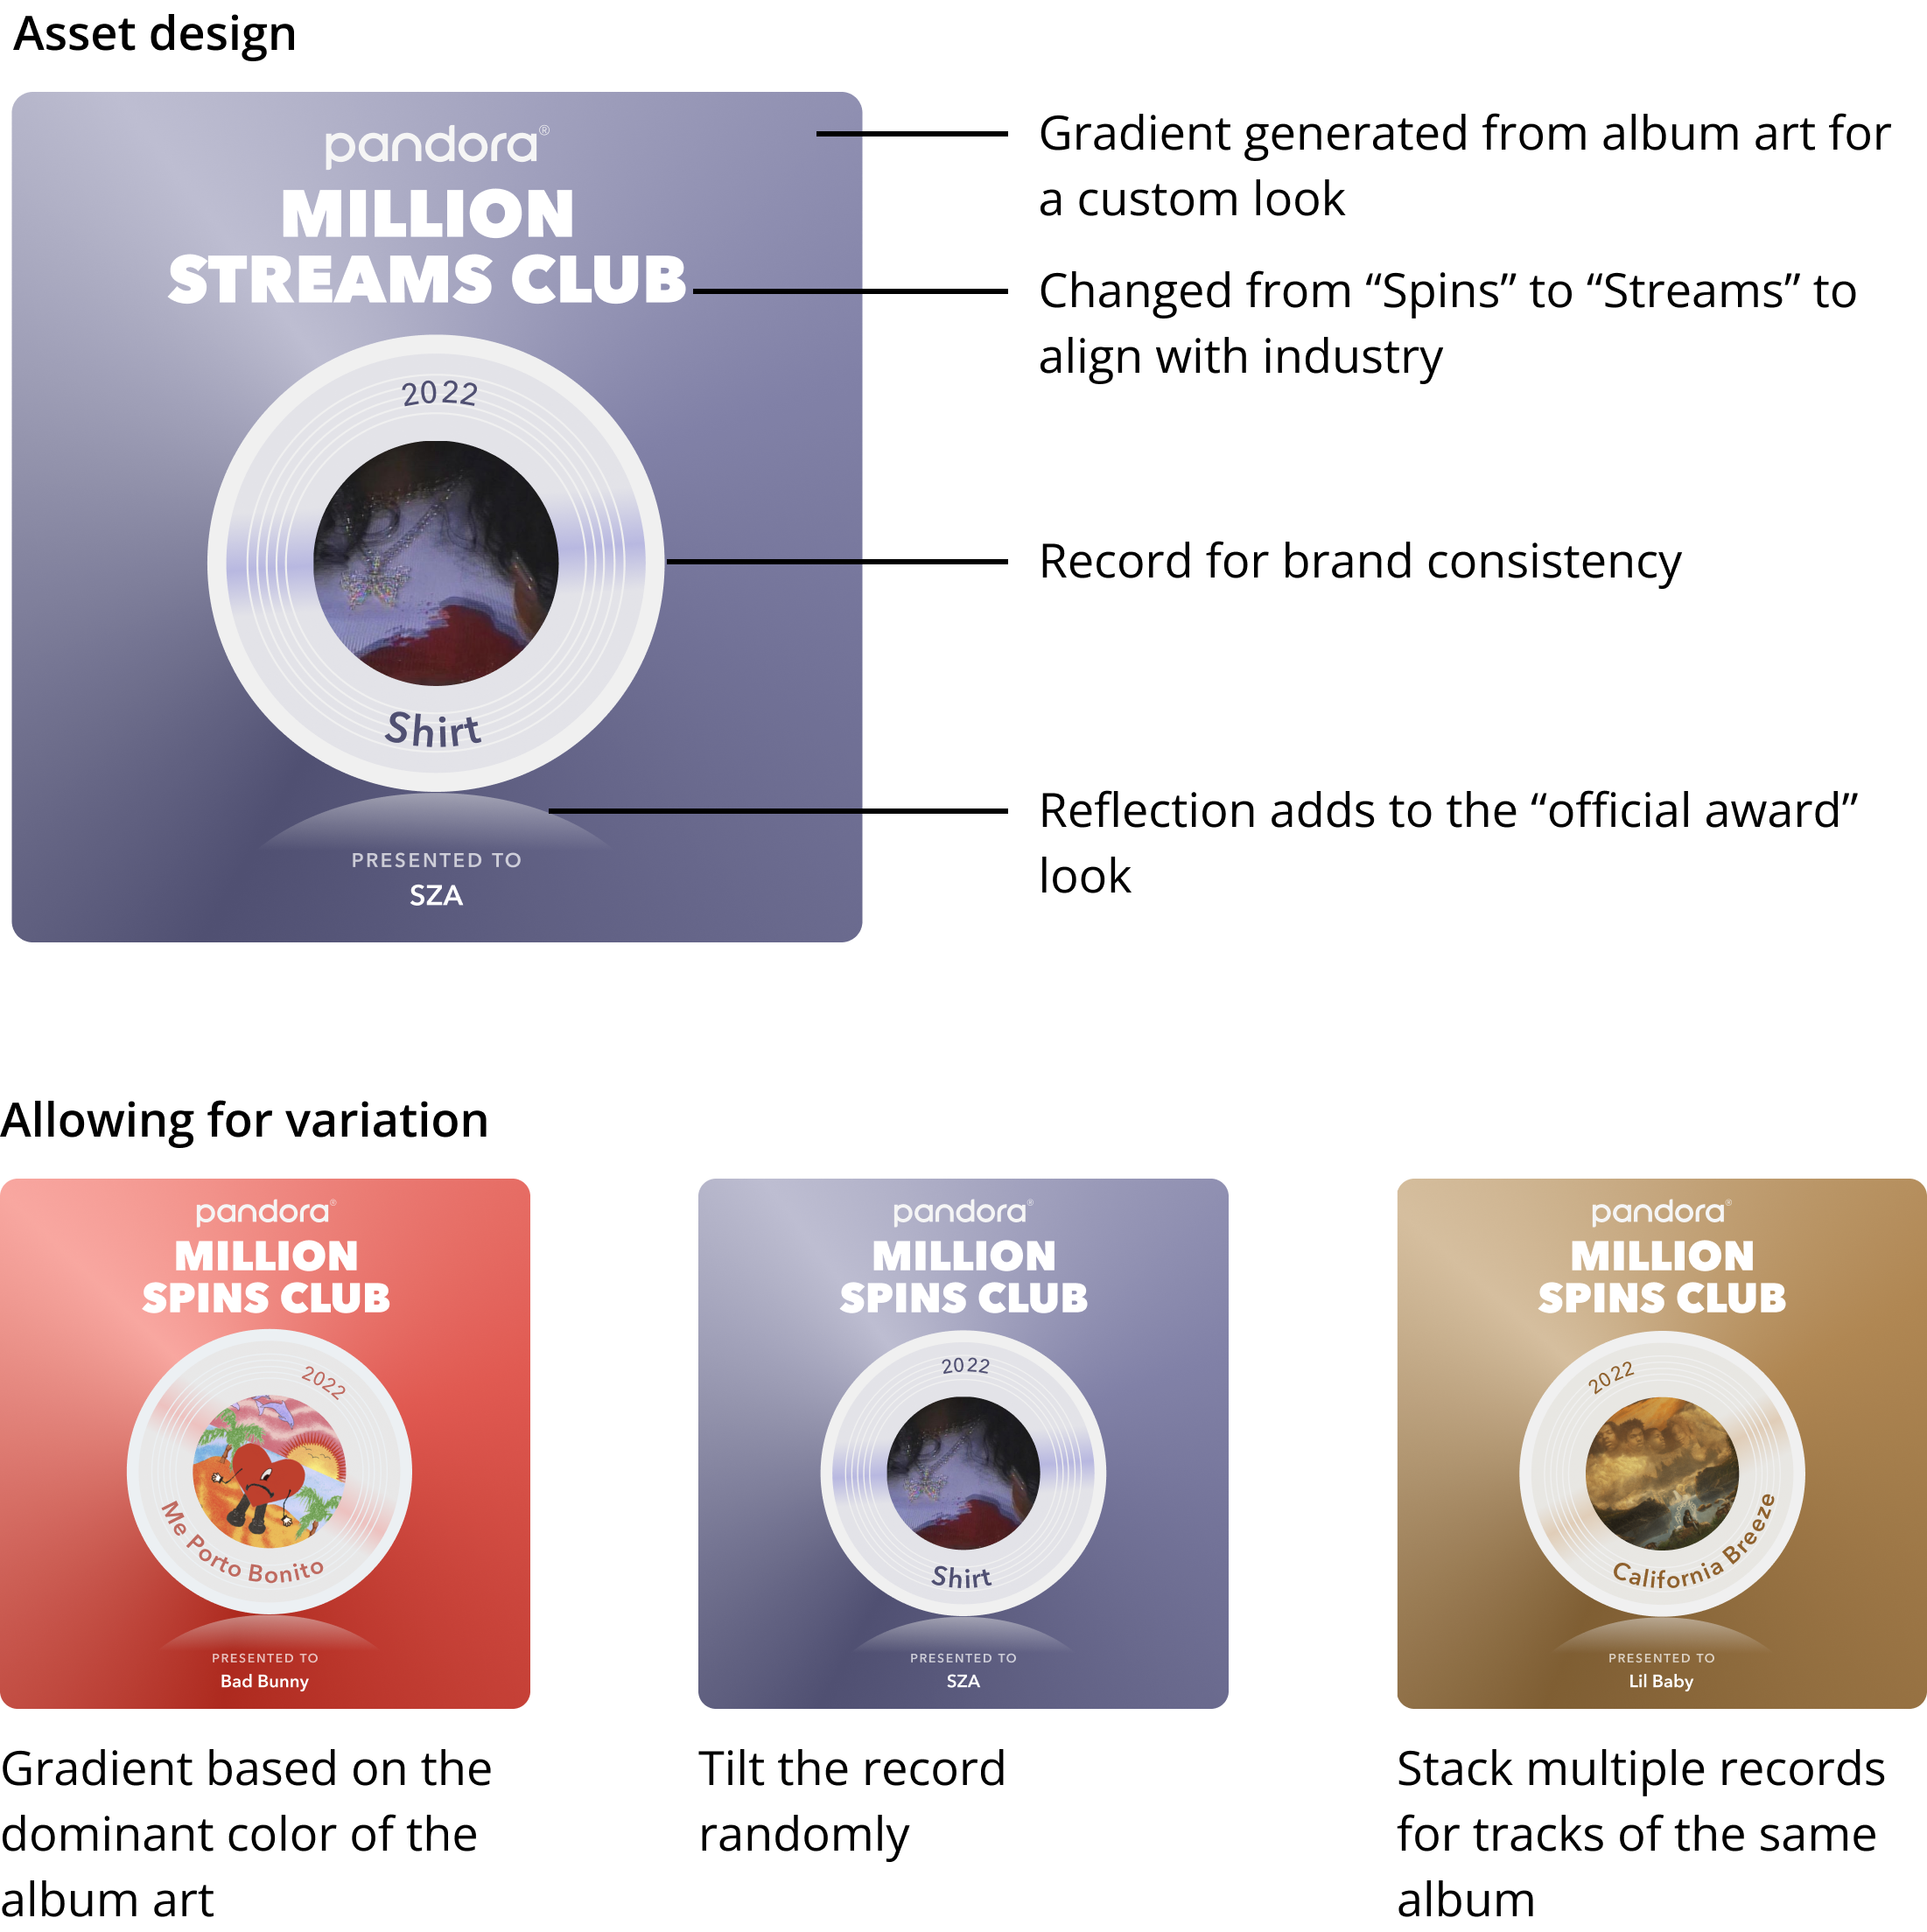 Asset design
pandora®
MILLION
STREAMS CLUB
2022
Shirt
PRESENTED TO
SZA
Gradient generated from album art for
a custom look
Changed from “Spins” to “Streams” to
align with industry
Record for brand consistency
Reflection adds to the “official award”
look
Allowing for variation
pandora®
MILLION
SPINS CLUB
2022
Me Porto Bonito
PRESENTED TO
Bad Bunny
Gradient based on the
dominant color of the
album art
pandora®
MILLION
SPINS CLUB
2022
Shirt
PRESENTED TO
SZA
Tilt the record
randomly
pandora®
MILLION
SPINS CLUB
2022
California Breeze
PRESENTED TO
Lil Baby
Stack multiple records
for tracks of the same
album